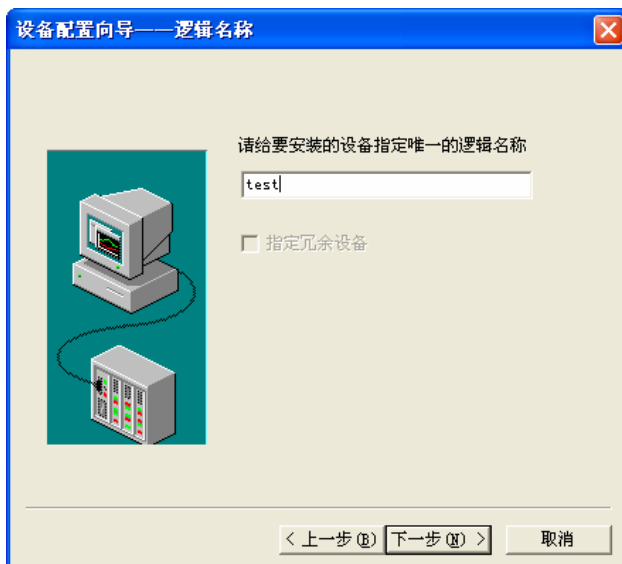 设备配置向导——逻辑名称
请给要安装的设备指定唯一的逻辑名称
test
指定冗余设备
< 上一步(B) 下一步(N) > 取消